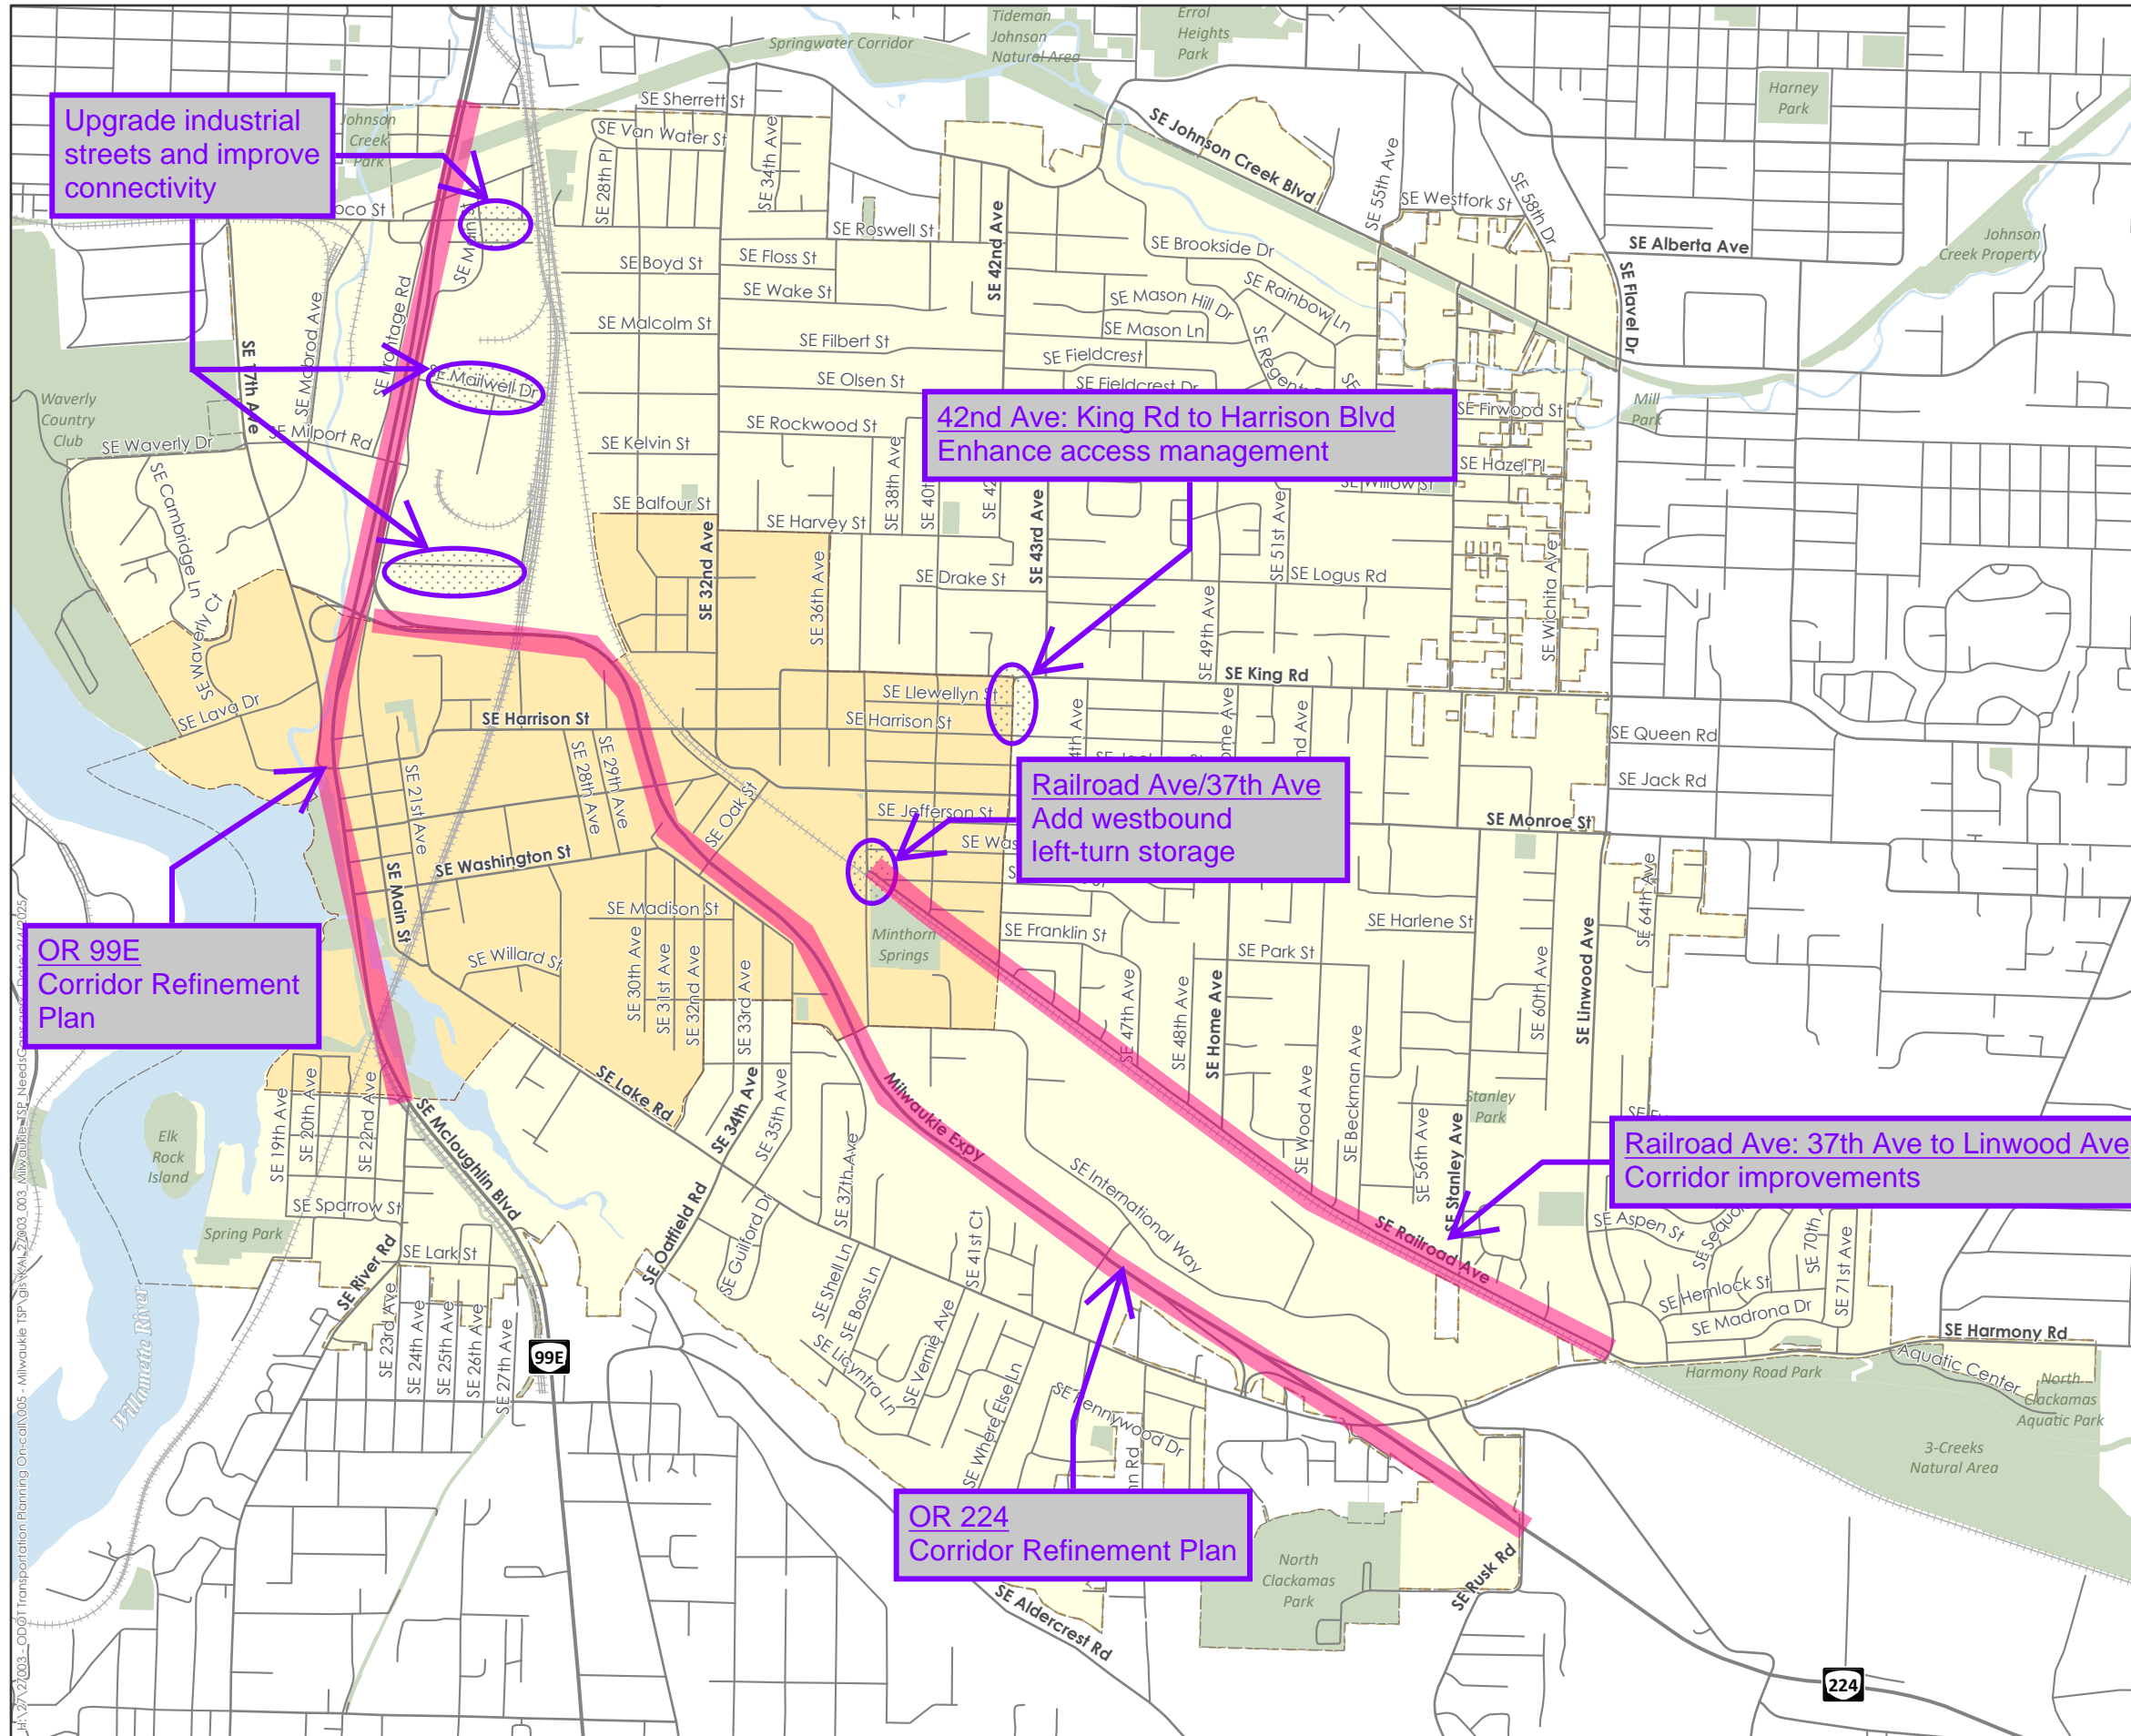 Tideman
Johnson
Natural Area
Errol
Heights
Park
Springwater Corridor
Harney
Park
Upgrade industrial
streets and improve
connectivity
Johnson
Creek
Park
SE Sherrett St
SE Van Water St
SE 28th Pl
SE 34th Ave
SE Johnson Creek Blvd
SE 55th Ave
SE Westfork St
SE 58th Dr
SE Roswell St
SE 42nd Ave
SE Brookside Dr
SE Alberta Ave
Johnson
Creek Property
SE Flavel Dr
SE Boyd St
SE Floss St
SE Wake St
SE Mason Hill Dr
SE Rainbow Ln
SE Mason Ln
SE Malcolm St
SE Filbert St
SE Fieldcrest
SE Olsen St
SE Fieldcrest Dr
SE Mcbrod Ave
SE Frontage Rd
SE 17th Ave
SE Mailwell Dr
Waverly
Country
Club
SE Waverly Dr
SE Milport Rd
SE Rockwood St
SE Kelvin St
SE 38th Ave
42nd Ave: King Rd to Harrison Blvd
Enhance access management
SE Firwood St
Mill
Park
SE Hazel Pl
SE Willow St
SE Cambridge Ln
SE Balfour St
SE Harvey St
SE 32nd Ave
SE 36th Ave
SE 43rd Ave
SE 51st Ave
SE Drake St
SE Logus Rd
SE Wichita Ave
SE Waverly Ct
SE 49th Ave
SE King Rd
SE Lava Dr
SE Llewellyn St
SE Harrison St
SE Harrison St
SE Queen Rd
SE Jack Rd
SE 21st Ave
SE 28th Ave
SE 29th Ave
SE Oak St
SE Jefferson St
Railroad Ave/37th Ave
Add westbound
left-turn storage
SE Monroe St
SE Washington St
SE Main St
SE Madison St
SE Willard St
SE 30th Ave
SE 31st Ave
SE 32nd Ave
SE 33rd Ave
Minthorn
Springs
SE Franklin St
SE Harlene St
SE Park St
SE 64th Ave
SE Linwood Ave
SE 60th Ave
OR 99E
Corridor Refinement
Plan
SE 47th Ave
SE 48th Ave
SE Home Ave
SE Wood Ave
SE Beckman Ave
SE 56th Ave
SE Stanley Ave
Stanley
Park
SE Lake Rd
SE 34th Ave
SE 35th Ave
SE 37th Ave
Milwaukie Expy
SE International Way
Railroad Ave: 37th Ave to Linwood Ave
Corridor improvements
Elk
Rock
Island
SE 19th Ave
SE 20th Ave
SE 22nd Ave
SE Mcloughlin Blvd
SE Sparrow St
Spring Park
SE River Rd
SE Lark St
SE Oatfield Rd
SE Guilford Dr
SE Shell Ln
SE Boss Ln
SE 41st Ct
SE Railroad Ave
SE Aspen St
SE 71st Ave
SE Hemlock St
SE Madrona Dr
SE Harmony Rd
Willamette River
SE 23rd Ave
SE 24th Ave
SE 25th Ave
SE 26th Ave
SE 27th Ave
99E
SE Licyntra Ln
SE Vernie Ave
SE Where Else Ln
Harmony Road Park
Aquatic Center
North
Clackamas
Aquatic Park
3-Creeks
Natural Area
OR 224
Corridor Refinement Plan
North
Clackamas
Park
SE Rusk Rd
SE Aldercrest Rd
224